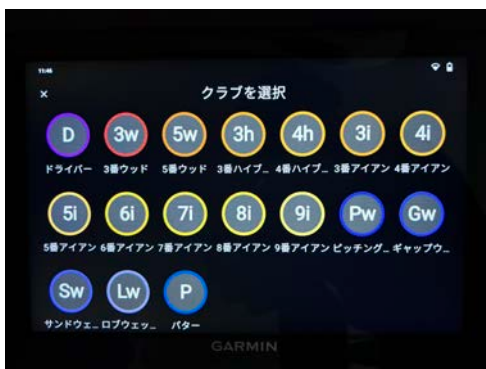 11:46
× クラブを選択
D 3w 5w 3h 4h 3i 4i
ドライバー 3番ウッド 5番ウッド 3番ハイブ... 4番ハイブ... 3番アイアン 4番アイアン
5i 6i 7i 8i 9i Pw Gw
5番アイアン 6番アイアン 7番アイアン 8番アイアン 9番アイアン ピッチング... ギャップウ...
Sw Lw P
サンドウェ... ロブウェッ... パター
GARMIN